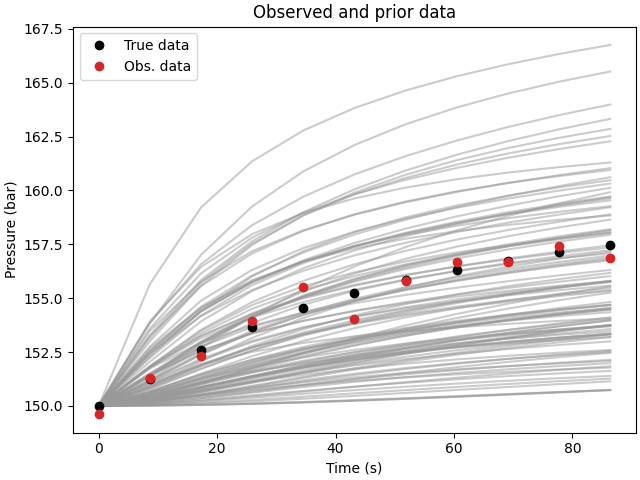 Observed and prior data
True data
Obs. data
Pressure (bar)
167.5
165.0
162.5
160.0
157.5
155.0
152.5
150.0
0
20
40
60
80
Time (s)